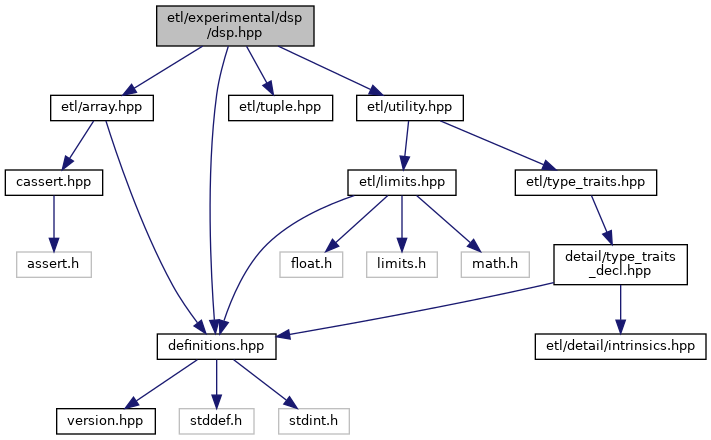 etl/experimental/dsp
/dsp.hpp
etl/array.hpp
etl/tuple.hpp
etl/utility.hpp
cassert.hpp
etl/limits.hpp
etl/type_traits.hpp
assert.h
float.h
limits.h
math.h
detail/type_traits
_decl.hpp
definitions.hpp
etl/detail/intrinsics.hpp
version.hpp
stddef.h
stdint.h